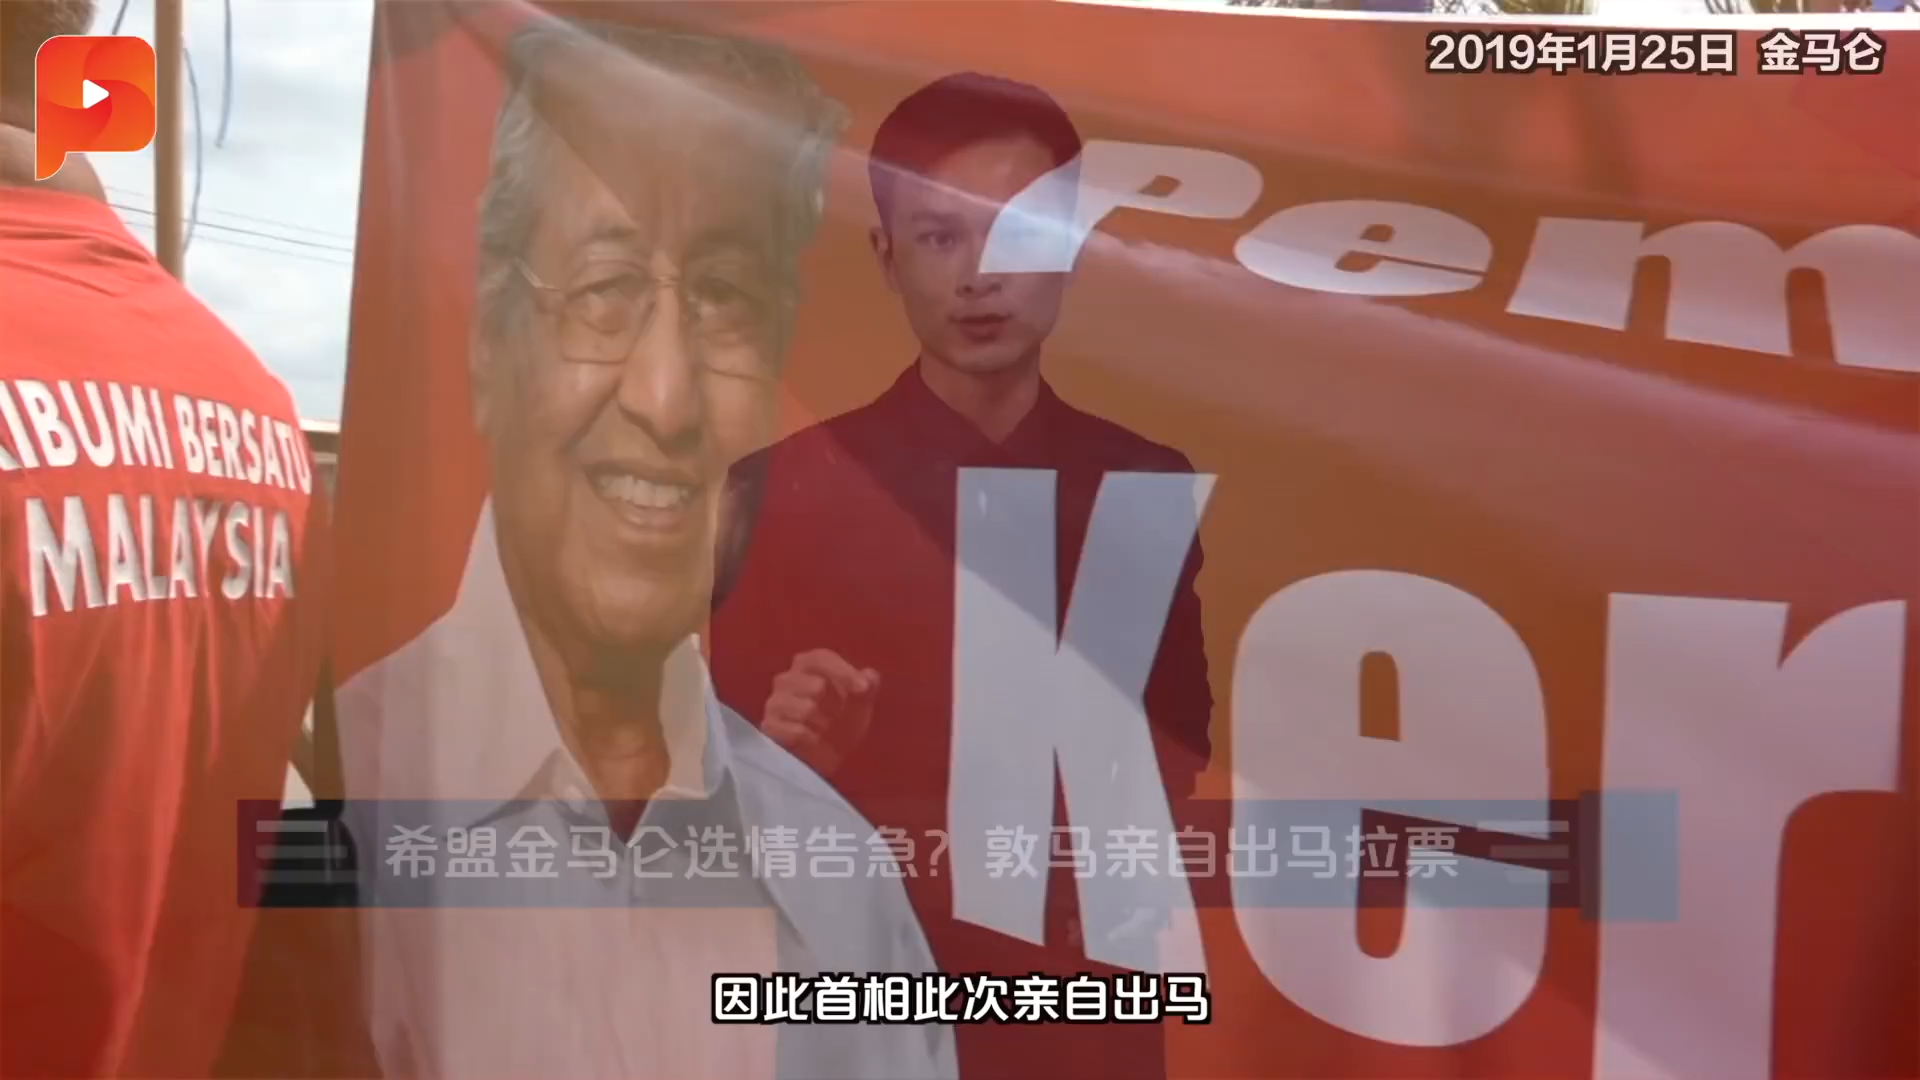 2019年1月25日 金马仑
Pem
Ker
IBUMI BERSATU
MALAYSIA
希盟金马仑选情告急？敦马亲自出马拉票
因此首相此次亲自出马